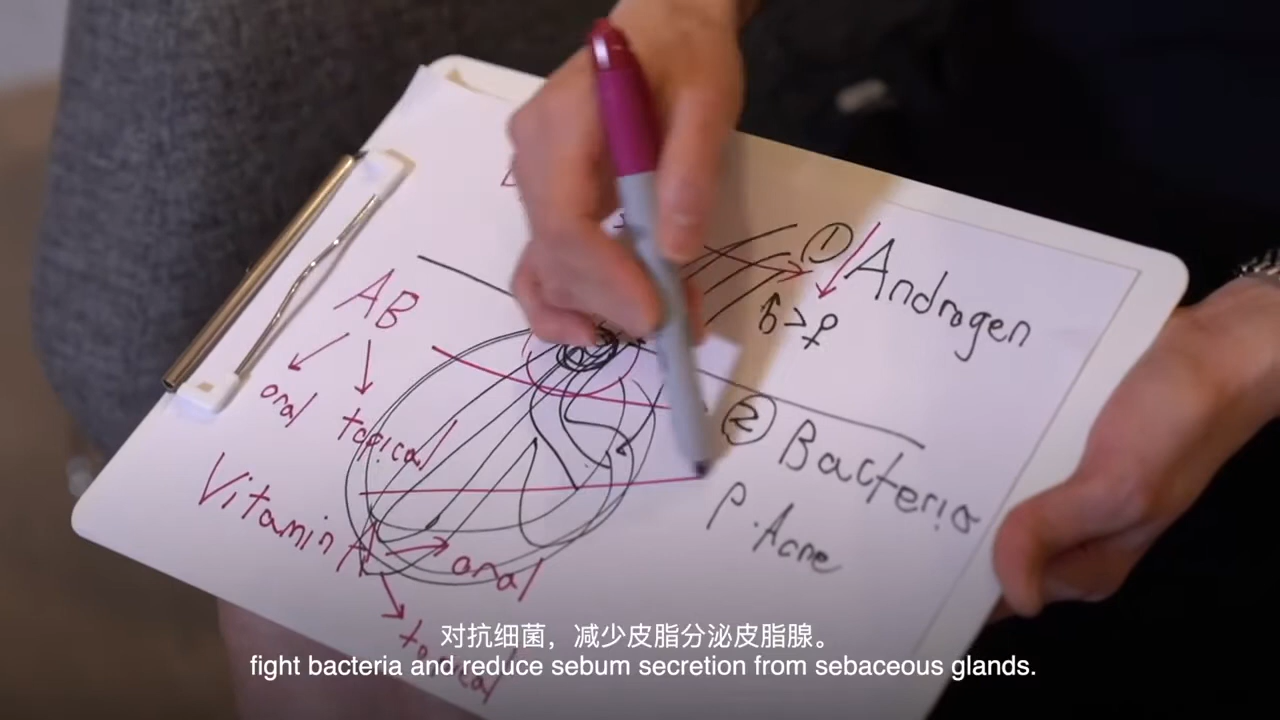 ① Androgen
♂ > ♀
② Bacteria
P. Acne
AB
oral
topical
Vitamin A
oral
topical
对抗细菌，减少皮脂分泌皮脂腺。
fight bacteria and reduce sebum secretion from sebaceous glands.